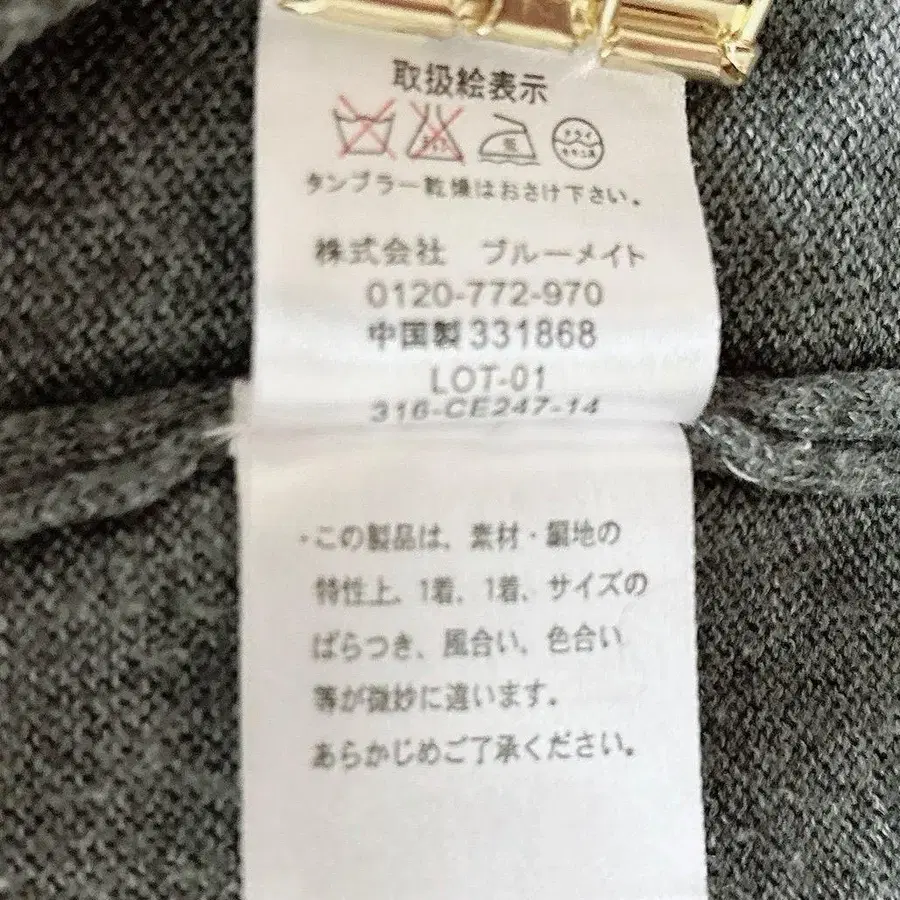 取扱絵表示
タンブラー乾燥はおさけ下さい。
株式会社 ブルーメイト
0120-772-970
中国製 331868
LOT-01
316-CE247-14
・この製品は、素材・編地の
特性上、1着、1着、サイズの
ばらつき、風合い、色合い
等が微妙に違います。
あらかじめご了承ください。